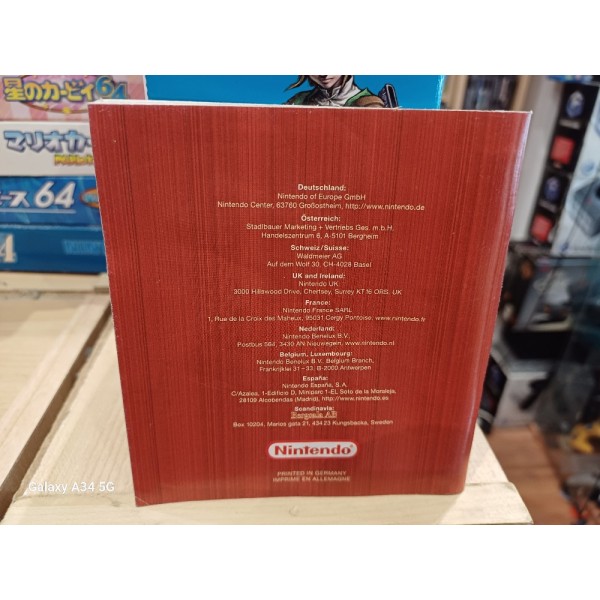 星のカービィ64
マリオカー
ース64
4
Deutschland:
Nintendo of Europe GmbH
Nintendo Center, 63760 Großostheim, http://www.nintendo.de
Österreich:
Stadlbauer Marketing + Vertriebs Ges. m.b.H.
Handelszentrum 6, A-5101 Bergheim
Schweiz/Suisse:
Waldmeier AG
Auf dem Wolf 30, CH-4028 Basel
UK and Ireland:
Nintendo UK,
3000 Hillswood Drive, Chertsey, Surrey KT16 ORS, UK
France:
Nintendo France SARL
1, Rue de la Croix des Maheux, 95031 Cergy Pontoise, www.nintendo.fr
Nederland:
Nintendo Benelux B.V.
Postbus 564, 3430 AN Nieuwegein, www.nintendo.nl
Belgium, Luxembourg:
Nintendo Benelux B.V. Belgium Branch,
Frankrijklei 31–33, B-2000 Antwerpen
España:
Nintendo España, S.A.
C/Azalea, 1-Edificio D, Miniparc 1-El Soto de la Moraleja,
28109 Alcobendas (Madrid), http://www.nintendo.es
Scandinavia:
Bergsala AB
Box 10204, Marios gata 21, 434 23 Kungsbacka, Sweden
Nintendo
PRINTED IN GERMANY
IMPRIMÉ EN ALLEMAGNE
Galaxy A34 5G